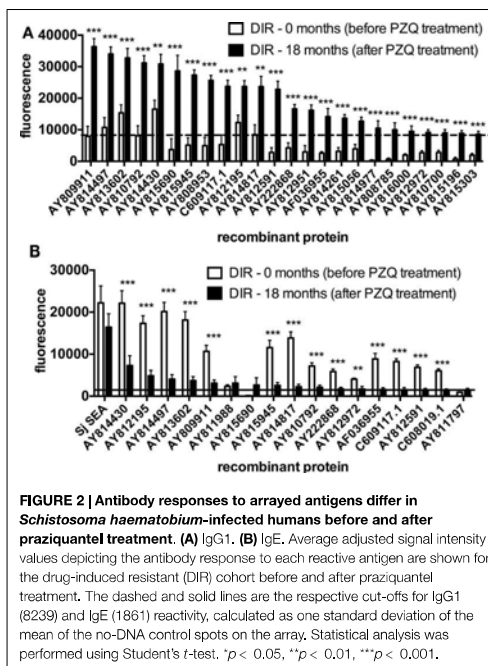 A
DIR - 0 months (before PZQ treatment)
DIR - 18 months (after PZQ treatment)
fluorescence
40000
30000
20000
10000
0
*** *** *** *** ** *** *** *** *** ** ** *** *** *** *** *** *** *** *** *** *** *** *** ***
AY809911
AY814497
AY813602
AY810792
AY814430
AY815690
AY815945
AY808953
C609117.1
AY812195
AY814817
AY812591
AY222868
AY812951
AF036955
AY814261
AY815056
AY814977
AY808785
AY816000
AY812972
AY810700
AY815196
AY815303
recombinant protein
B
DIR - 0 months (before PZQ treatment)
DIR - 18 months (after PZQ treatment)
fluorescence
30000
20000
10000
0
*** *** *** *** *** *** *** *** *** ** *** *** *** ***
Sj SEA
AY814430
AY812195
AY814497
AY813602
AY809911
AY811988
AY815690
AY815945
AY814817
AY810792
AY222868
AY812972
AF036955
C609117.1
AY812591
C608019.1
AY811797
recombinant protein
FIGURE 2 | Antibody responses to arrayed antigens differ in
Schistosoma haematobium-infected humans before and after
praziquantel treatment. (A) IgG1. (B) IgE. Average adjusted signal intensity
values depicting the antibody response to each reactive antigen are shown for
the drug-induced resistant (DIR) cohort before and after praziquantel
treatment. The dashed and solid lines are the respective cut-offs for IgG1
(8239) and IgE (1861) reactivity, calculated as one standard deviation of the
mean of the no-DNA control spots on the array. Statistical analysis was
performed using Student's t-test. *p < 0.05, **p < 0.01, ***p < 0.001.